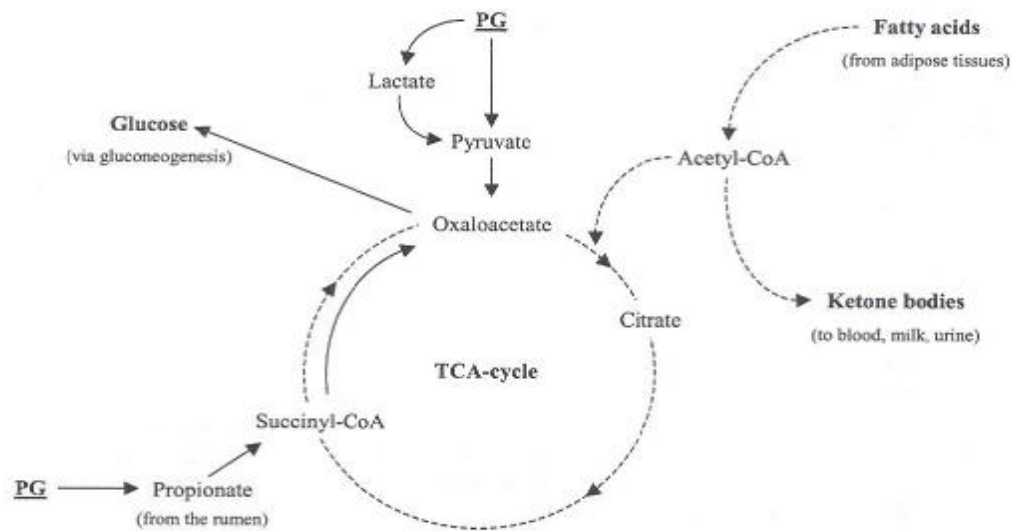 PG
Fatty acids
(from adipose tissues)
Lactate
Glucose
(via gluconeogenesis)
Pyruvate
Acetyl-CoA
Oxaloacetate
Ketone bodies
(to blood, milk, urine)
Citrate
TCA-cycle
Succinyl-CoA
PG
Propionate
(from the rumen)